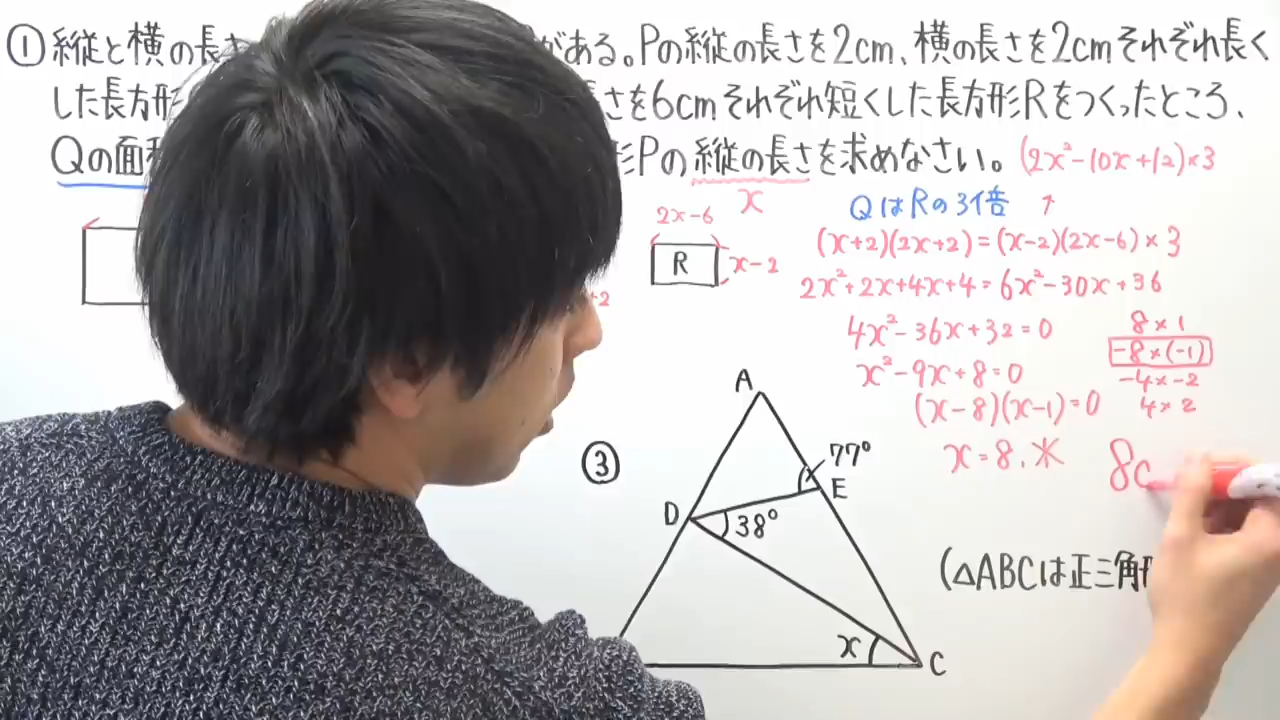 ①縦と横の長さ がある。Pの縦の長さを2cm、横の長さを2cmそれぞれ長く
した長方形 さを6cmそれぞれ短くした長方形Rをつくったところ、
Qの面積 形Pの縦の長さを求めなさい。(2x²-10x+12)×3
x
QはRの3倍 ↑
2x-6
R
x-2
+2
(x+2)(2x+2)=(x-2)(2x-6)×3
2x²+2x+4x+4=6x²-30x+36
4x²-36x+32=0
x²-9x+8=0
(x-8)(x-1)=0
x=8,
8×1
-8×(-1)
-4×-2
4×2
8c
③
A
77°
E
D
38°
x
C
(△ABCは正三角形